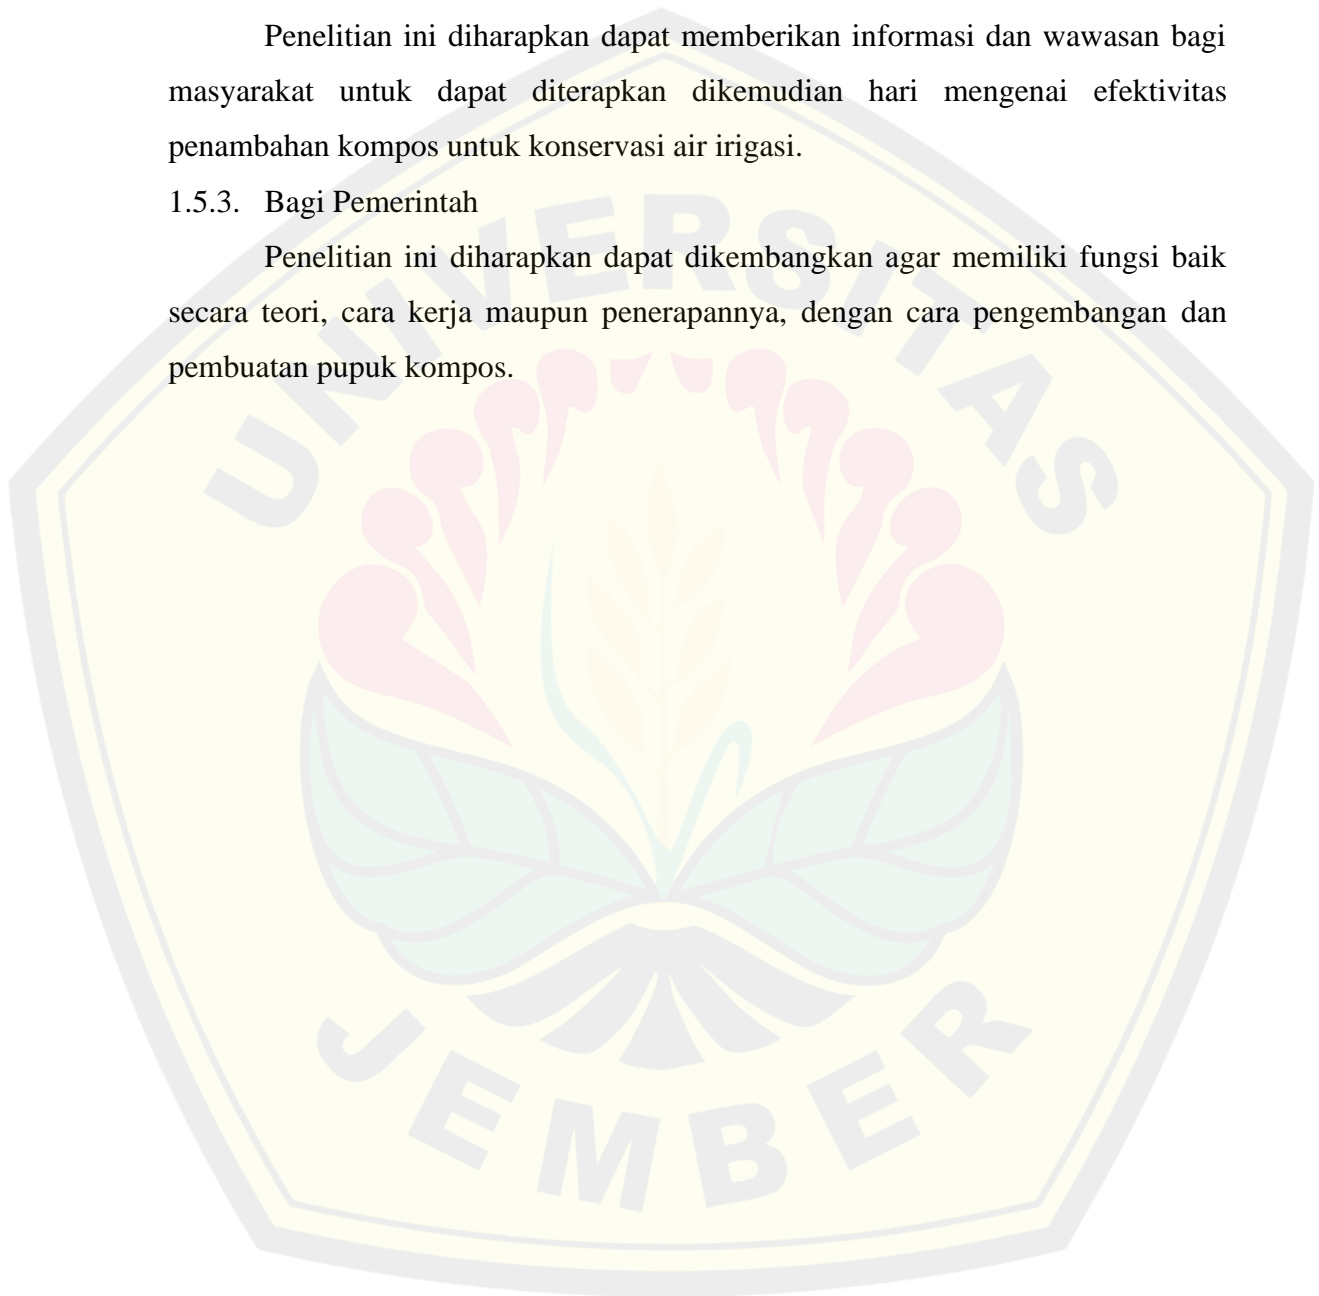 Penelitian ini diharapkan dapat memberikan informasi dan wawasan bagi
masyarakat untuk dapat diterapkan dikemudian hari mengenai efektivitas
penambahan kompos untuk konservasi air irigasi.
1.5.3. Bagi Pemerintah
Penelitian ini diharapkan dapat dikembangkan agar memiliki fungsi baik
secara teori, cara kerja maupun penerapannya, dengan cara pengembangan dan
pembuatan pupuk kompos.
UNIVERSITAS
JEMBER